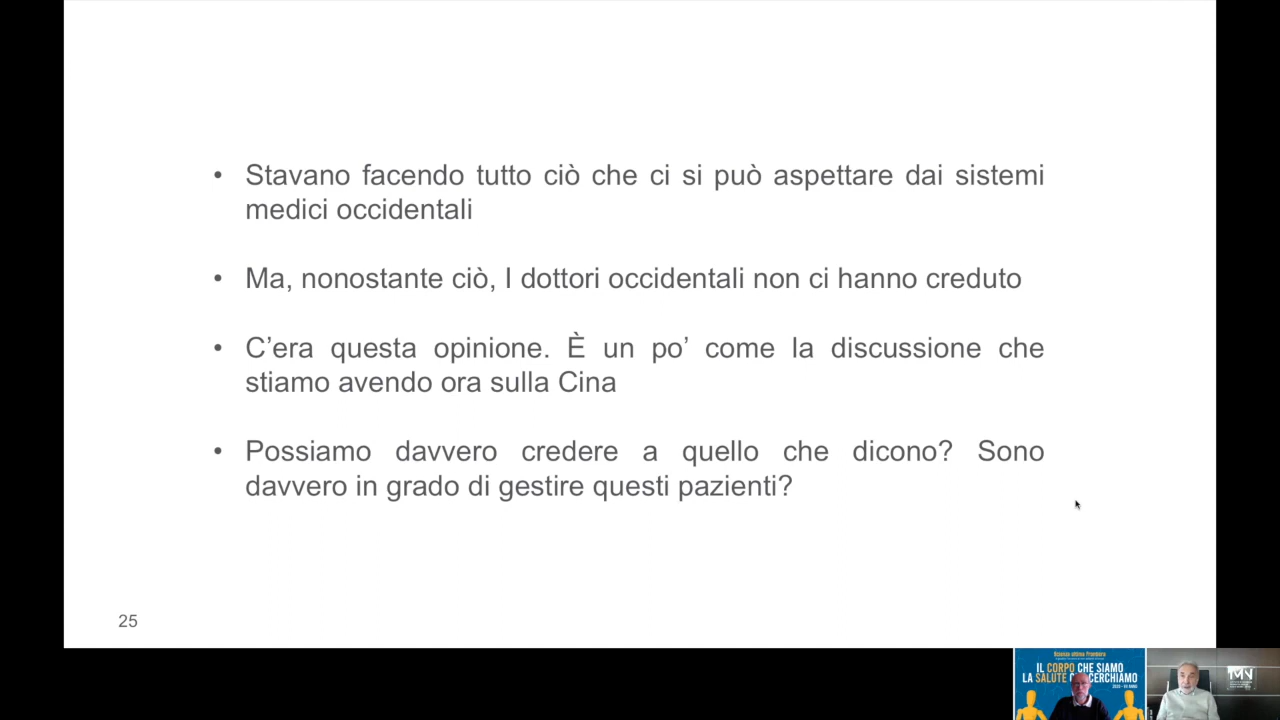 Stavano facendo tutto ciò che ci si può aspettare dai sistemi
medici occidentali
Ma, nonostante ciò, I dottori occidentali non ci hanno creduto
C’era questa opinione. È un po’ come la discussione che
stiamo avendo ora sulla Cina
Possiamo davvero credere a quello che dicono? Sono
davvero in grado di gestire questi pazienti?
25
Scienza ultima frontiera
IL CORPO CHE SIAMO
LA SALUTE CERCHIAMO